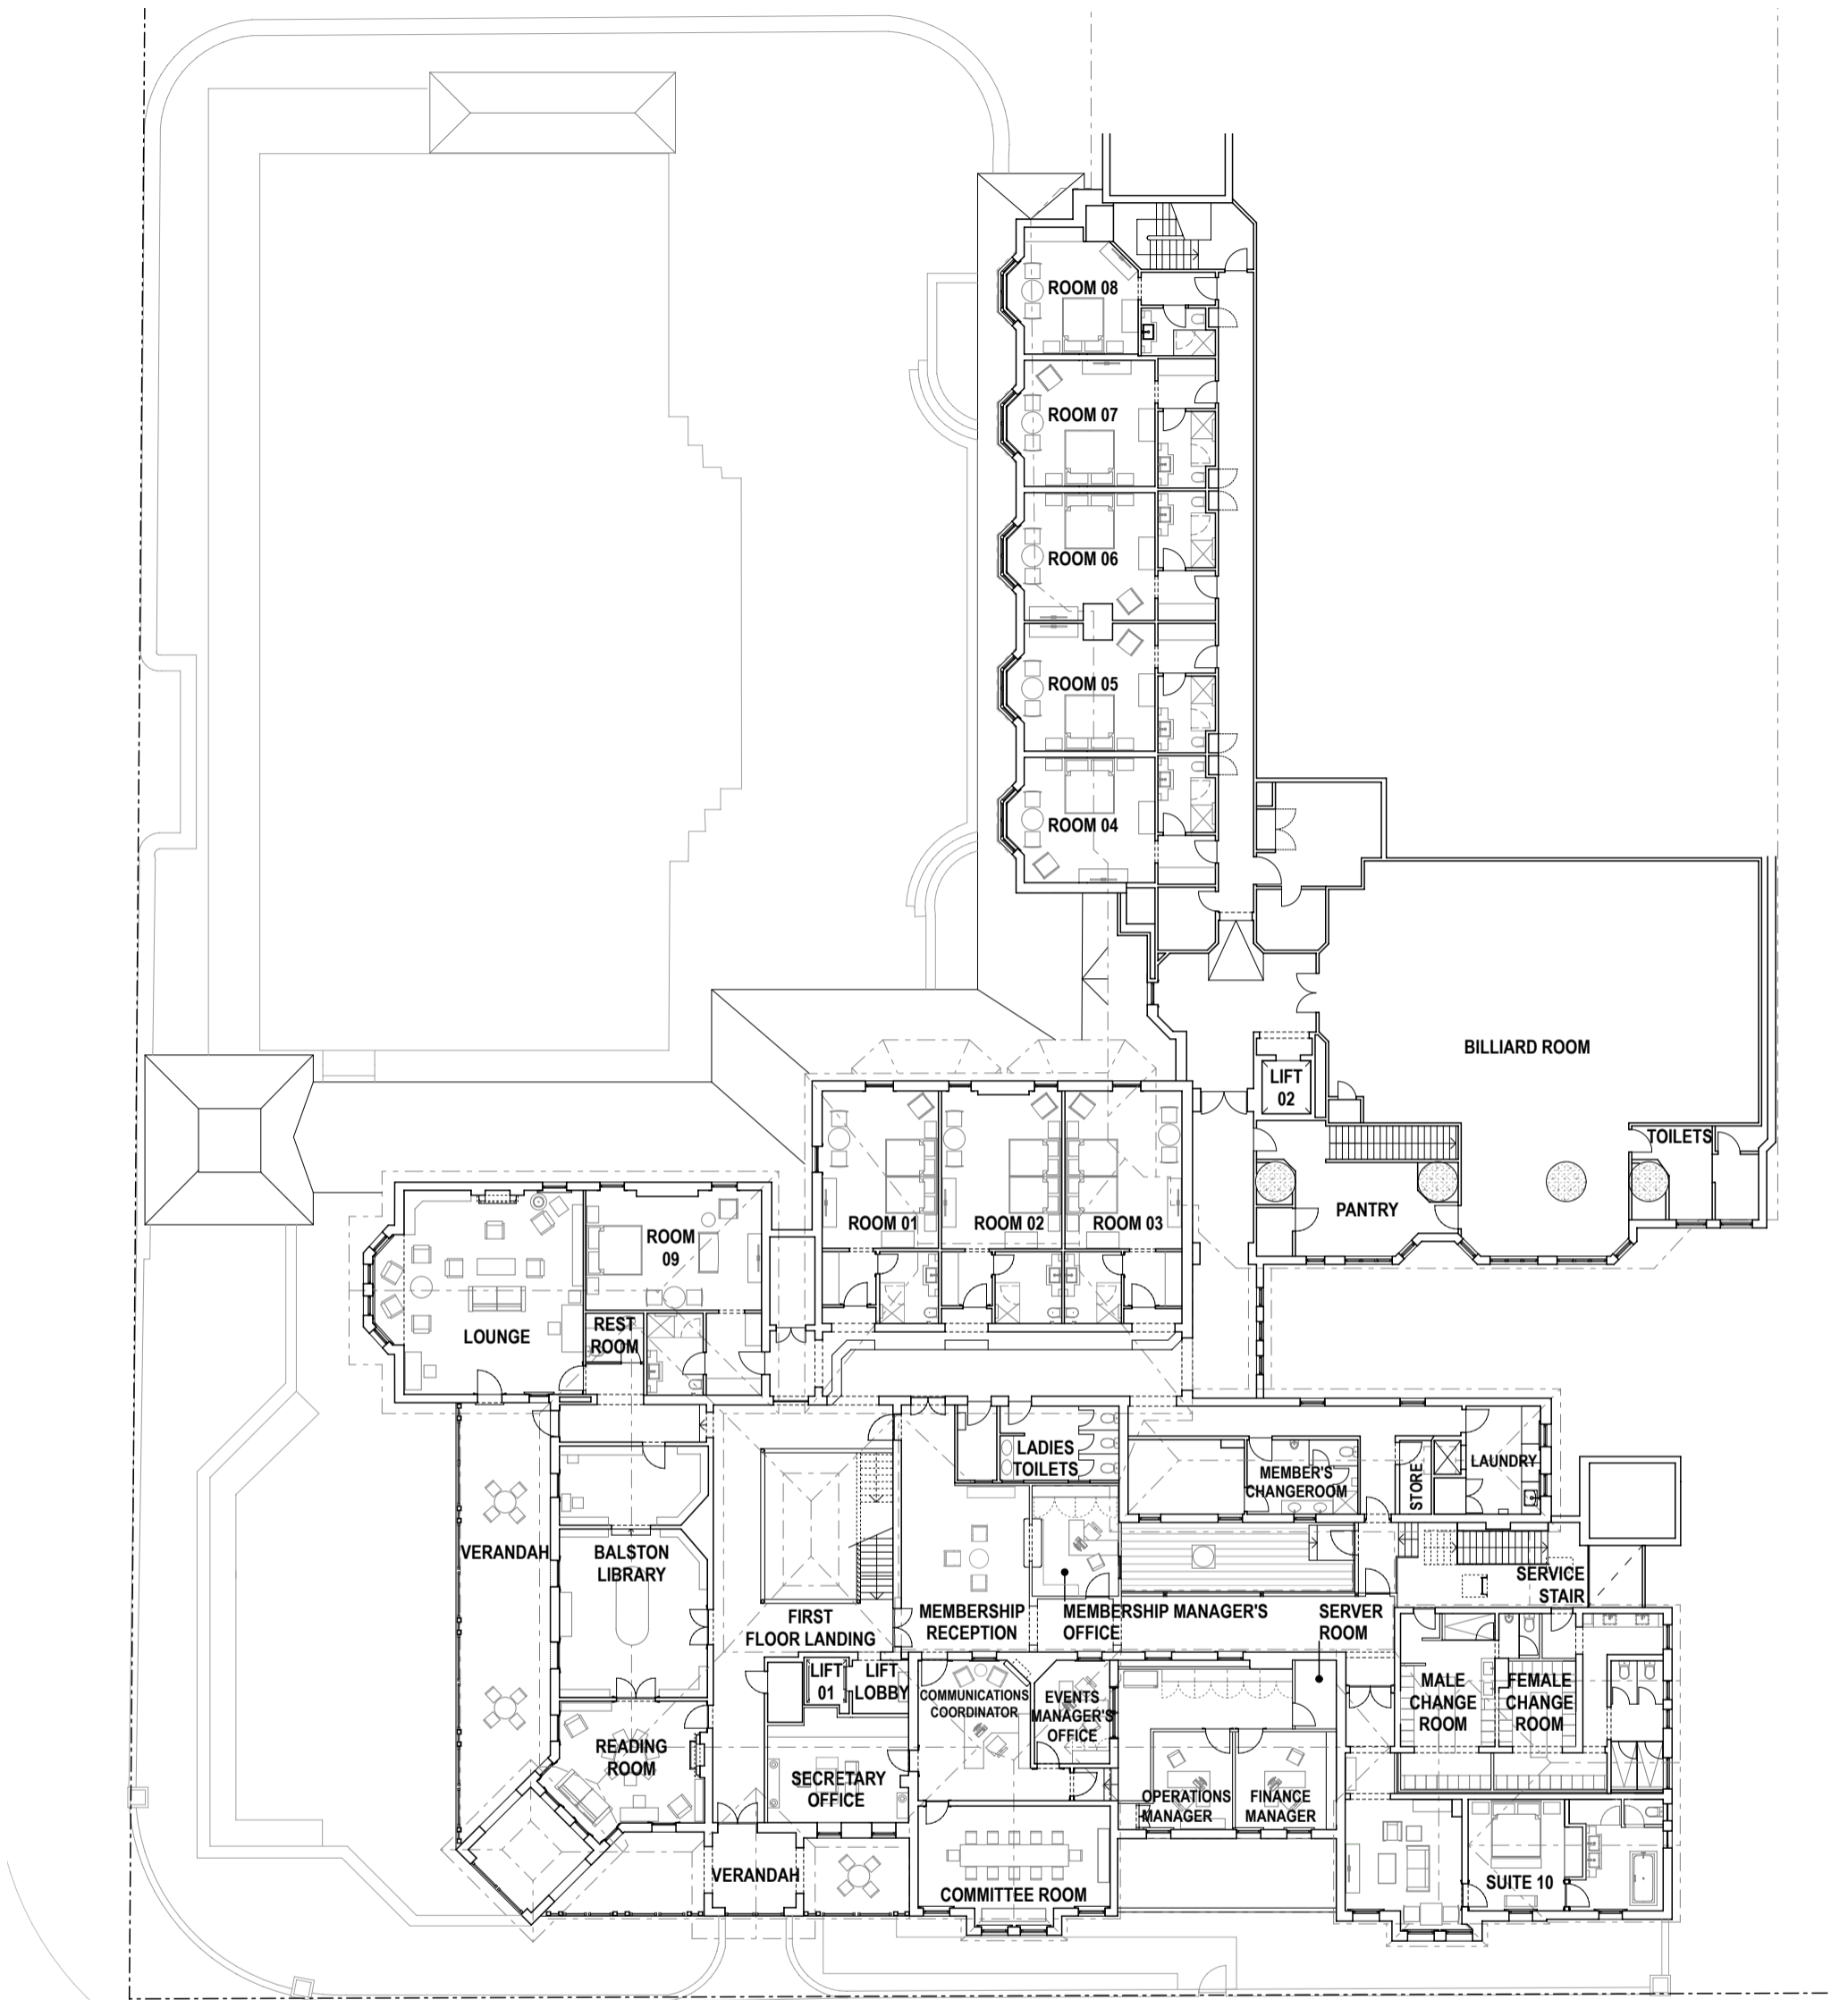 ROOM 08
ROOM 07
ROOM 06
ROOM 05
ROOM 04
BILLIARD ROOM
LIFT
02
TOILETS
PANTRY
ROOM 01
ROOM 02
ROOM 03
ROOM
09
LOUNGE
REST
ROOM
LADIES
TOILETS
MEMBER'S
CHANGEROOM
STORE
LAUNDRY
VERANDAH
BALSTON
LIBRARY
SERVICE
STAIR
FIRST
FLOOR LANDING
MEMBERSHIP
RECEPTION
MEMBERSHIP MANAGER'S
OFFICE
SERVER
ROOM
LIFT
01
LIFT
LOBBY
COMMUNICATIONS
COORDINATOR
EVENTS
MANAGER'S
OFFICE
MALE
CHANGE
ROOM
FEMALE
CHANGE
ROOM
READING
ROOM
SECRETARY
OFFICE
OPERATIONS
MANAGER
FINANCE
MANAGER
VERANDAH
COMMITTEE ROOM
SUITE 10